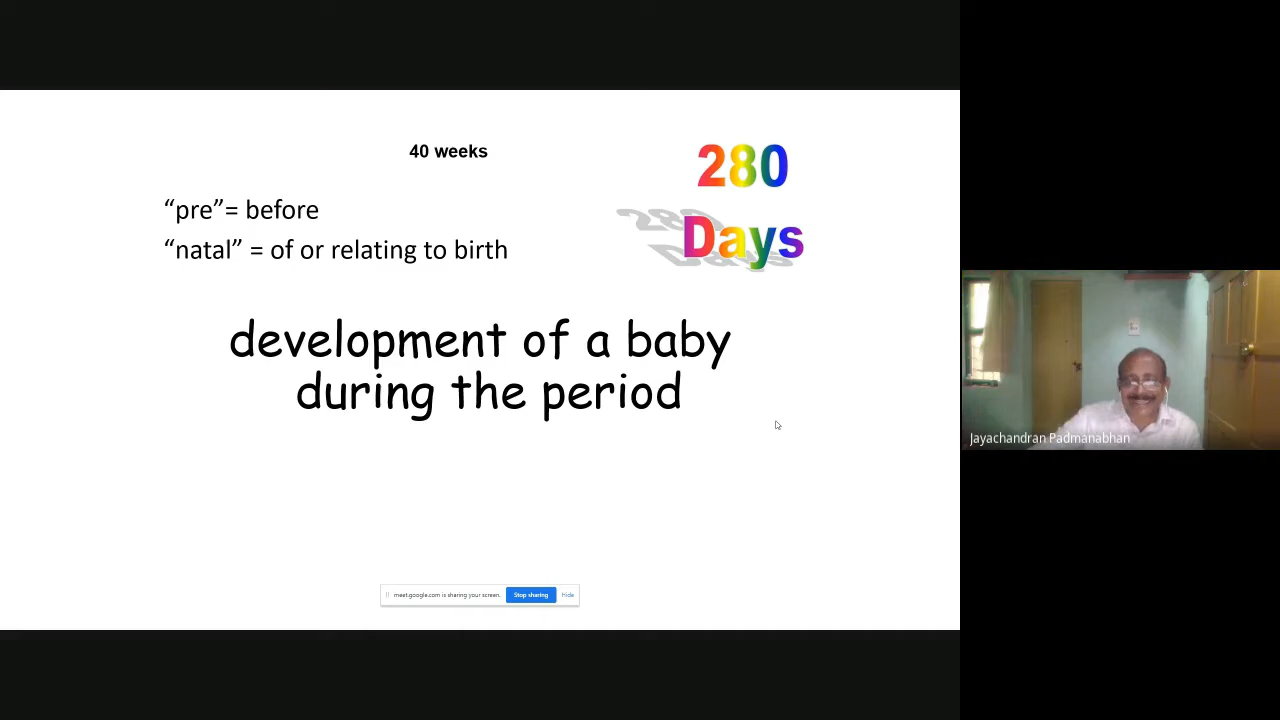 40 weeks
280
Days
“pre”= before
“natal” = of or relating to birth
development of a baby
during the period
meet.google.com is sharing your screen.
Stop sharing
Hide
Jayachandran Padmanabhan